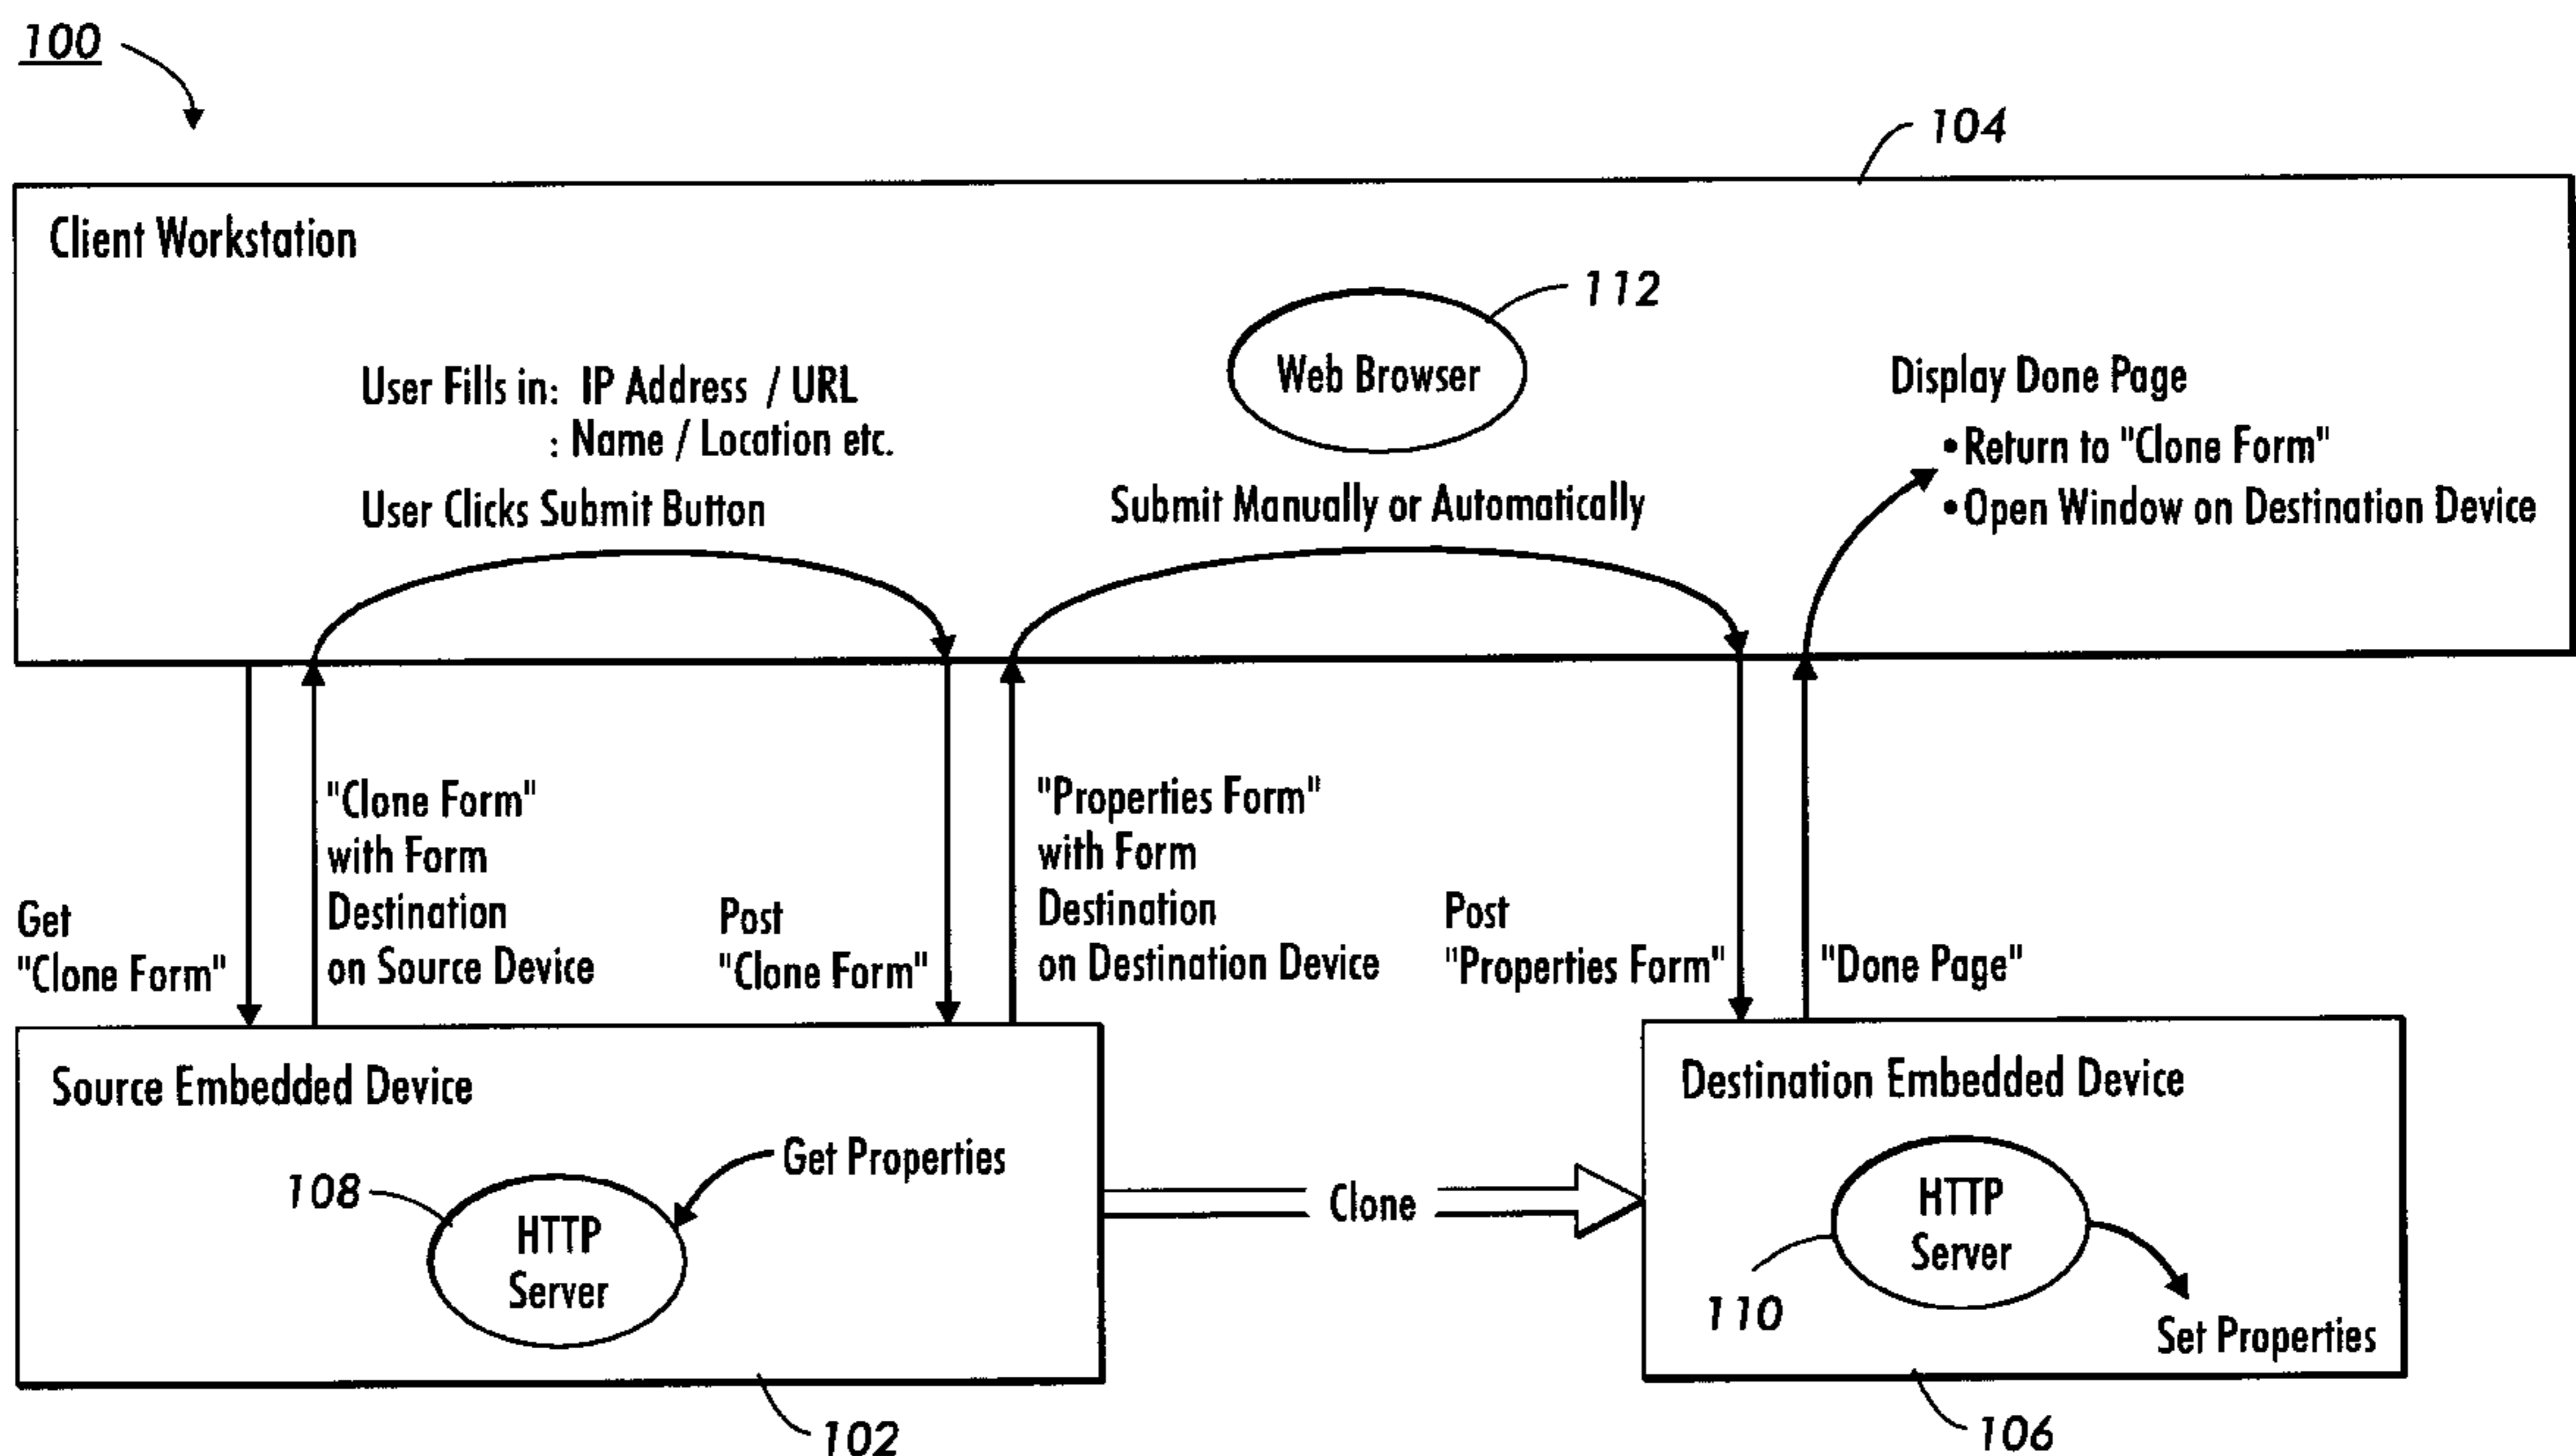 100
104
Client Workstation
112
Web Browser
User Fills in: IP Address / URL
: Name / Location etc.
User Clicks Submit Button
Submit Manually or Automatically
Display Done Page
•Return to "Clone Form"
•Open Window on Destination Device
Get
"Clone Form"
"Clone Form"
with Form
Destination
on Source Device
Post
"Clone Form"
"Properties Form"
with Form
Destination
on Destination Device
Post
"Properties Form"
"Done Page"
Source Embedded Device
Get Properties
108
HTTP
Server
102
Clone
Destination Embedded Device
HTTP
Server
110
Set Properties
106